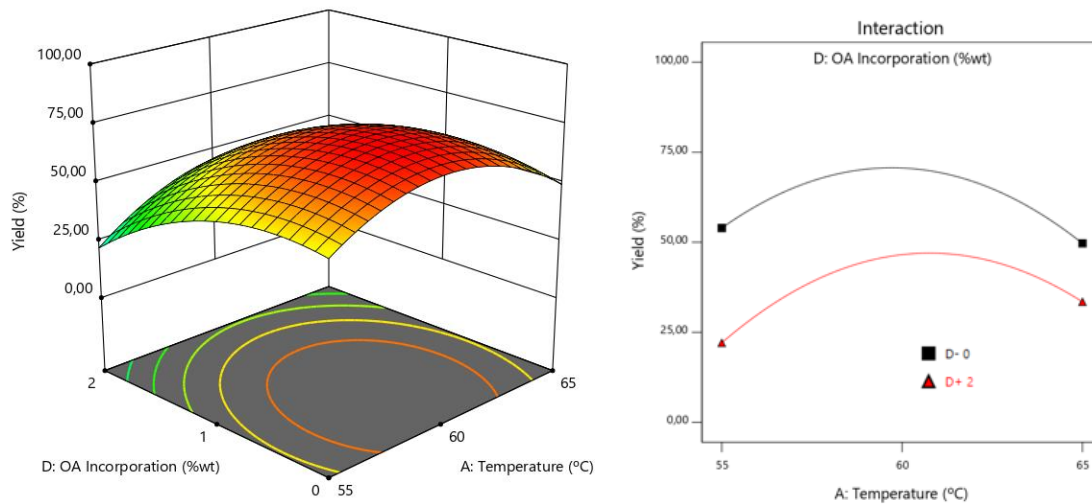 100,00
75,00
50,00
25,00
0,00
Yield (%)
2
1
0
55
60
65
D: OA Incorporation (%wt)
A: Temperature (ºC)
Interaction
D: OA Incorporation (%wt)
100,00
75,00
50,00
25,00
0,00
Yield (%)
D- 0
D+ 2
55
60
65
A: Temperature (ºC)